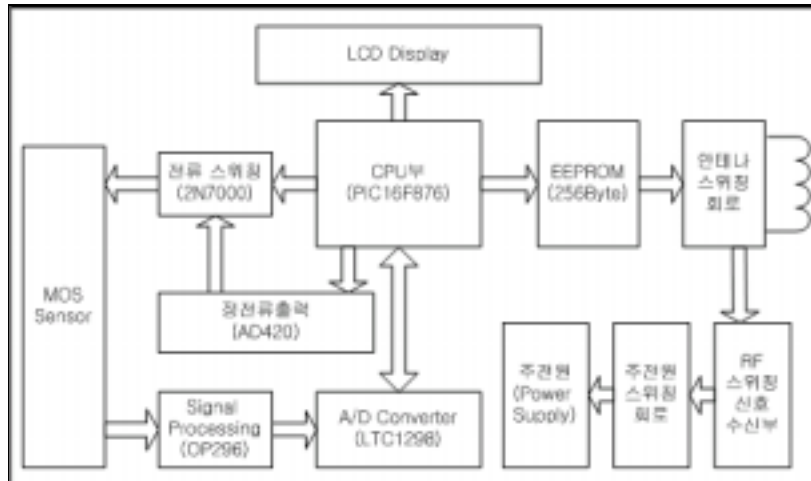 LCD Display
MOS
Sensor
전류 스위칭
(2N7000)
CPU부
(PIC16F876)
EEPROM
(256Byte)
안테나
스위칭
회로
정전류출력
(AD420)
Signal
Processing
(OP296)
A/D Converter
(LTC1298)
주전원
(Power
Supply)
주전원
스위칭
회로
RF
스위칭
신호
수신부